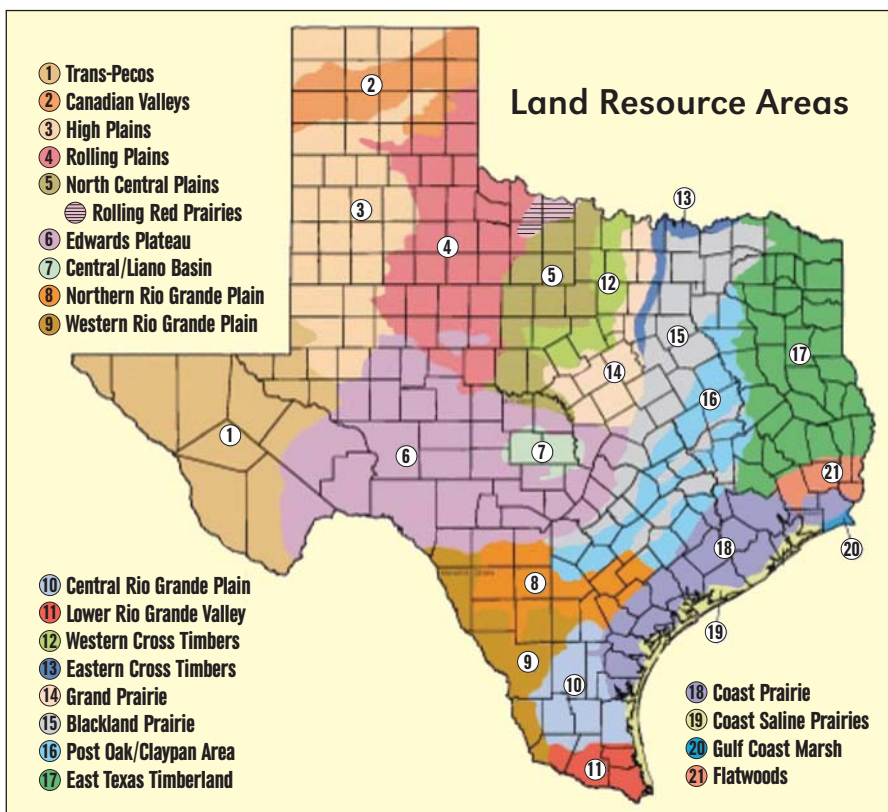 Land Resource Areas
1 Trans-Pecos
2 Canadian Valleys
3 High Plains
4 Rolling Plains
5 North Central Plains
Rolling Red Prairies
6 Edwards Plateau
7 Central/Liano Basin
8 Northern Rio Grande Plain
9 Western Rio Grande Plain
10 Central Rio Grande Plain
11 Lower Rio Grande Valley
12 Western Cross Timbers
13 Eastern Cross Timbers
14 Grand Prairie
15 Blackland Prairie
16 Post Oak/Claypan Area
17 East Texas Timberland
18 Coast Prairie
19 Coast Saline Prairies
20 Gulf Coast Marsh
21 Flatwoods
2
13
3
4
5
12
15
17
14
16
1
6
7
21
18
20
8
19
9
10
11